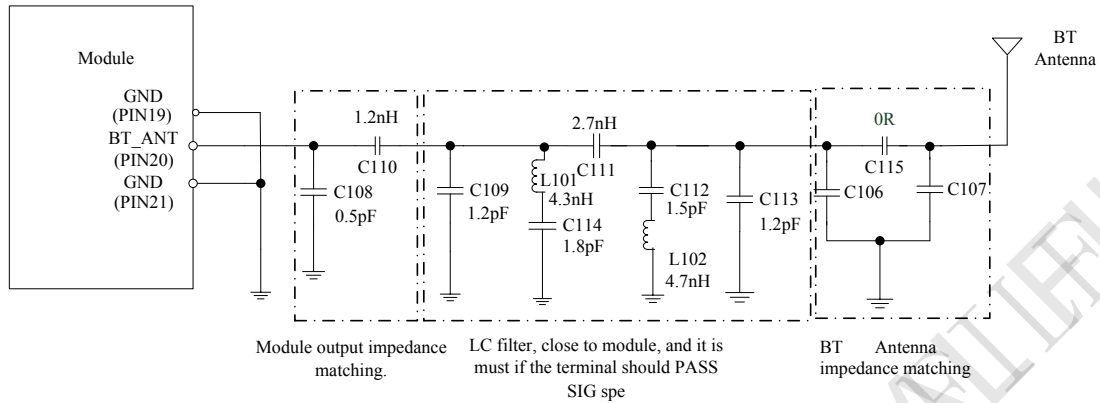 Module
GND
(PIN19)
BT_ANT
(PIN20)
GND
(PIN21)
1.2nH
C110
C108
0.5pF
C109
1.2pF
L101
4.3nH
C114
1.8pF
2.7nH
C111
C112
1.5pF
L102
4.7nH
C113
1.2pF
0R
C115
C106
C107
BT
Antenna
Module output impedance
matching.
LC filter, close to module, and it is
must if the terminal should PASS
SIG spe
BT Antenna
impedance matching